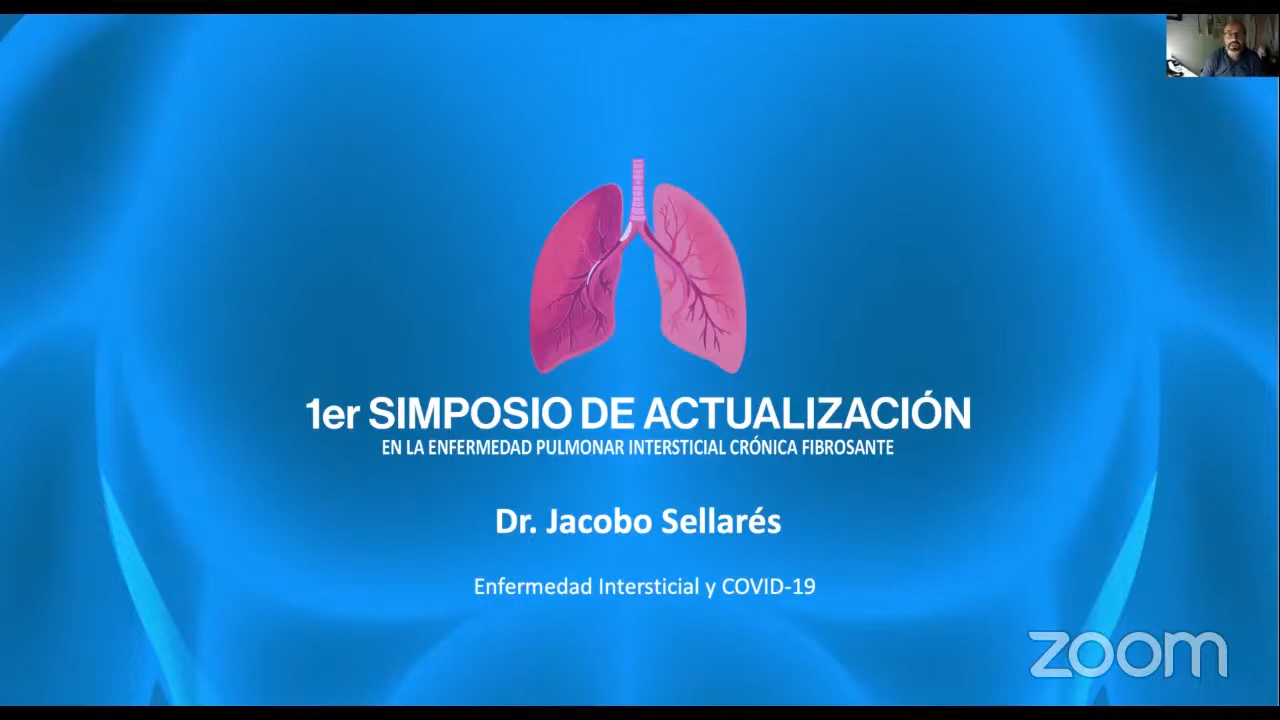 1er SIMPOSIO DE ACTUALIZACIÓN
EN LA ENFERMEDAD PULMONAR INTERSTICIAL CRÓNICA FIBROSANTE
Dr. Jacobo Sellarés
Enfermedad Intersticial y COVID-19
zoom